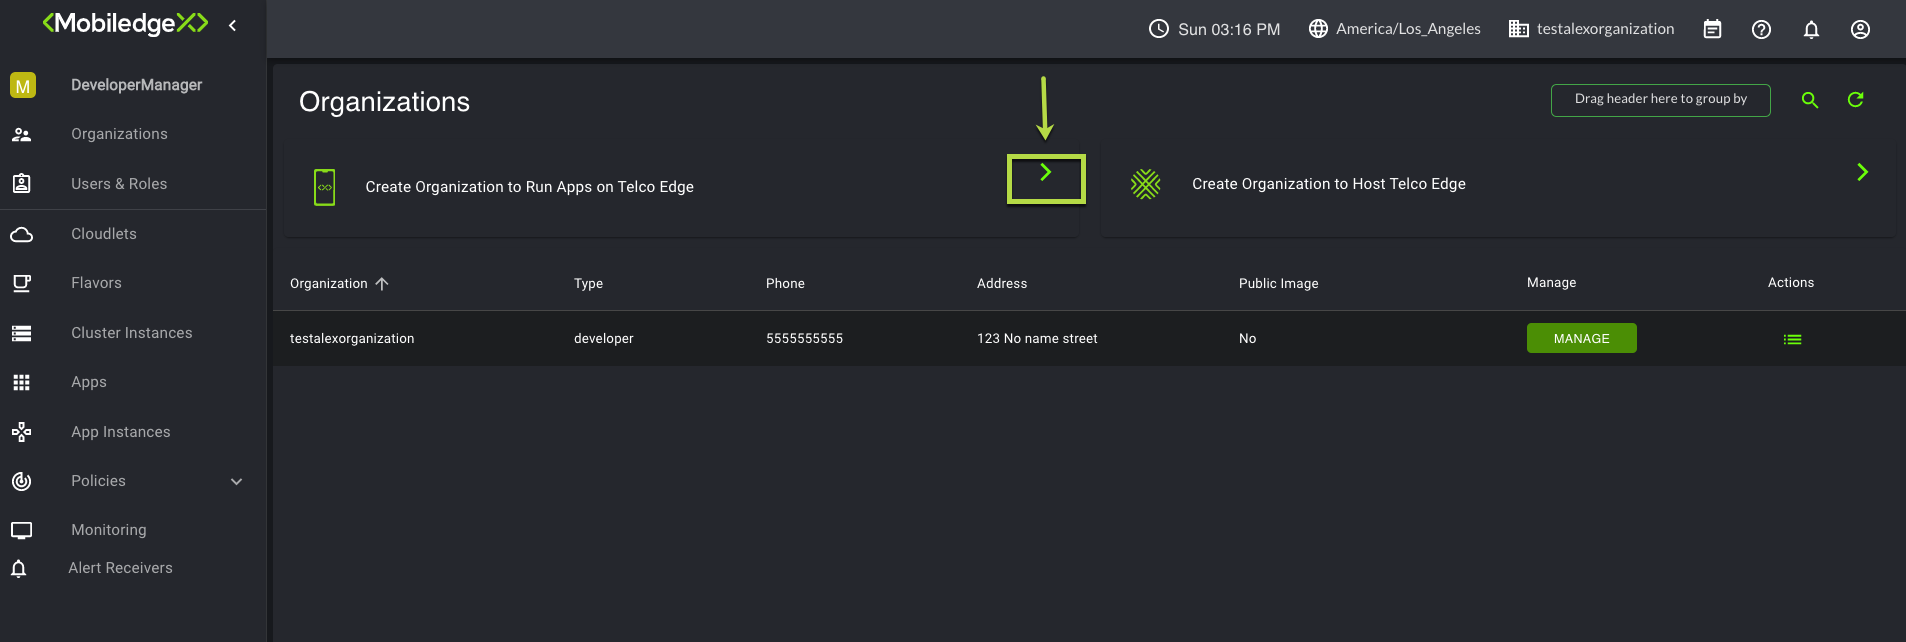 <MobiledgeX>
Sun 03:16 PM
America/Los_Angeles
testalexorganization
M
DeveloperManager
Organizations
Users & Roles
Cloudlets
Flavors
Cluster Instances
Apps
App Instances
Policies
Monitoring
Alert Receivers
Organizations
Drag header here to group by
Create Organization to Run Apps on Telco Edge
Create Organization to Host Telco Edge
Organization Type Phone Address Public Image Manage Actions
testalexorganization developer 5555555555 123 No name street No MANAGE